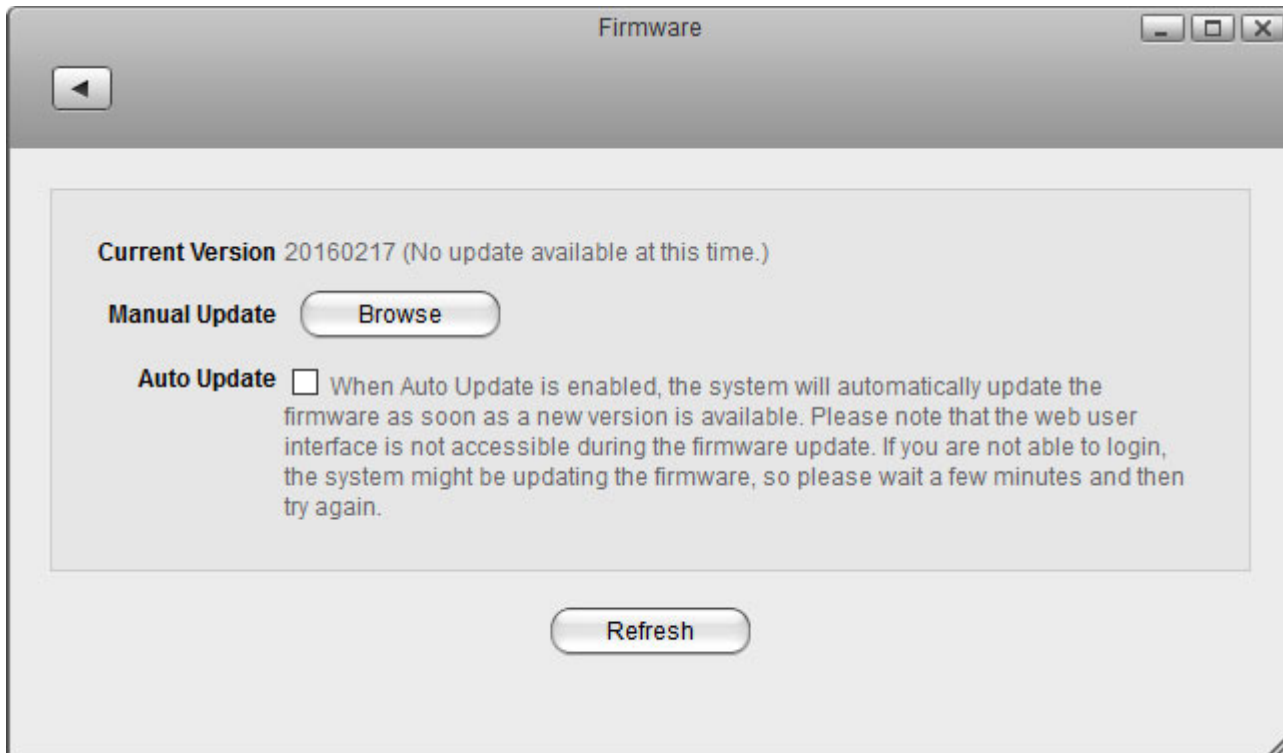 Firmware
Current Version 20160217 (No update available at this time.)
Manual Update Browse
Auto Update When Auto Update is enabled, the system will automatically update the
firmware as soon as a new version is available. Please note that the web user
interface is not accessible during the firmware update. If you are not able to login,
the system might be updating the firmware, so please wait a few minutes and then
try again.
Refresh